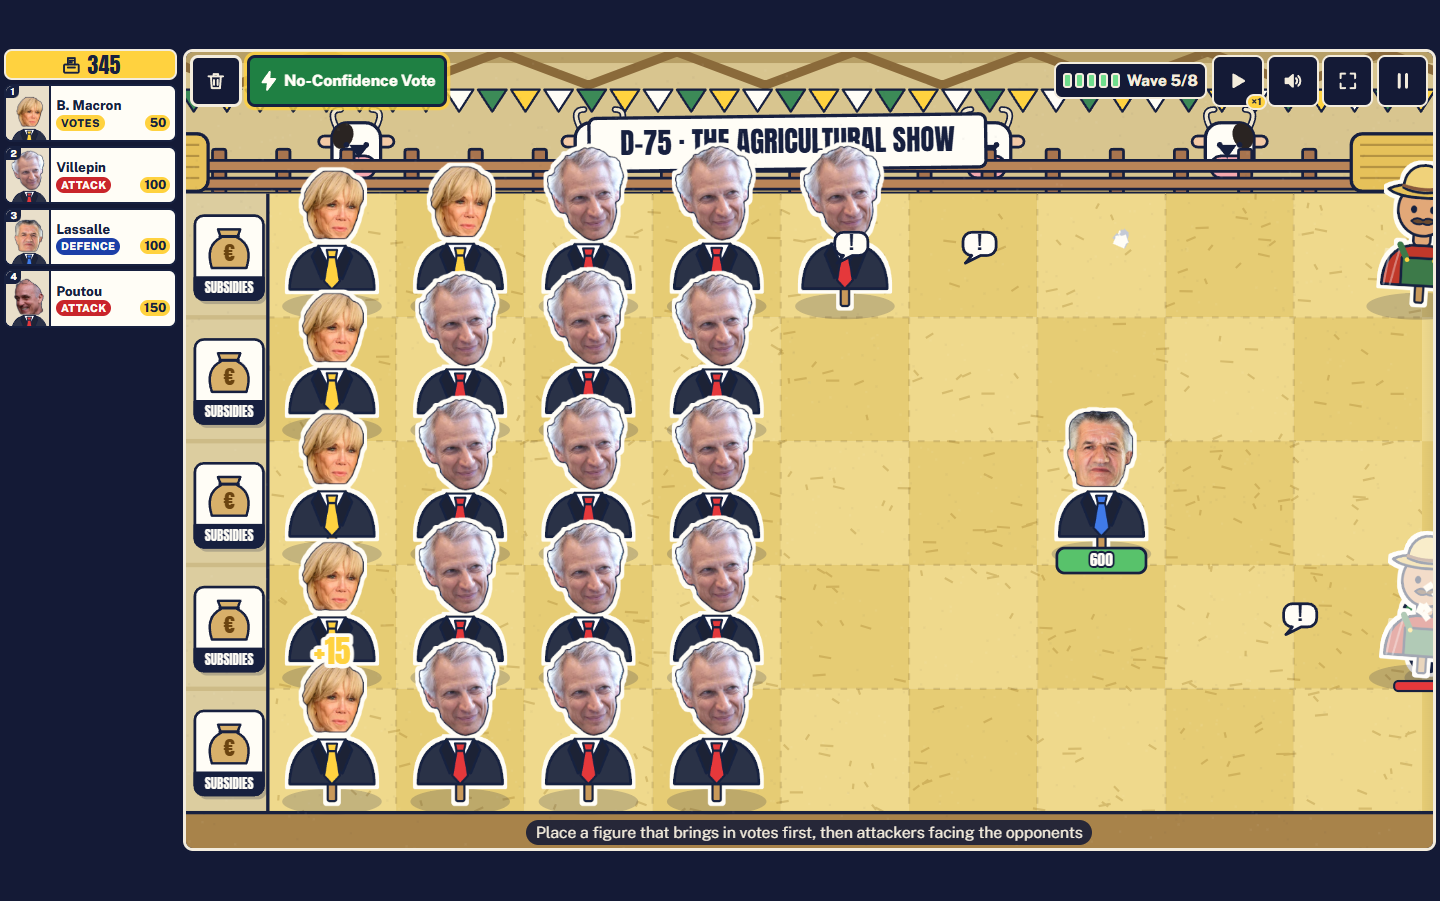 345
1
B. Macron
VOTES
50
2
Villepin
ATTACK
100
3
Lassalle
DEFENCE
100
4
Poutou
ATTACK
150
No-Confidence Vote
Wave 5/8
×1
D-75 · THE AGRICULTURAL SHOW
€
SUBSIDIES
€
SUBSIDIES
€
SUBSIDIES
€
SUBSIDIES
€
SUBSIDIES
!
!
600
!
+15
Place a figure that brings in votes first, then attackers facing the opponents